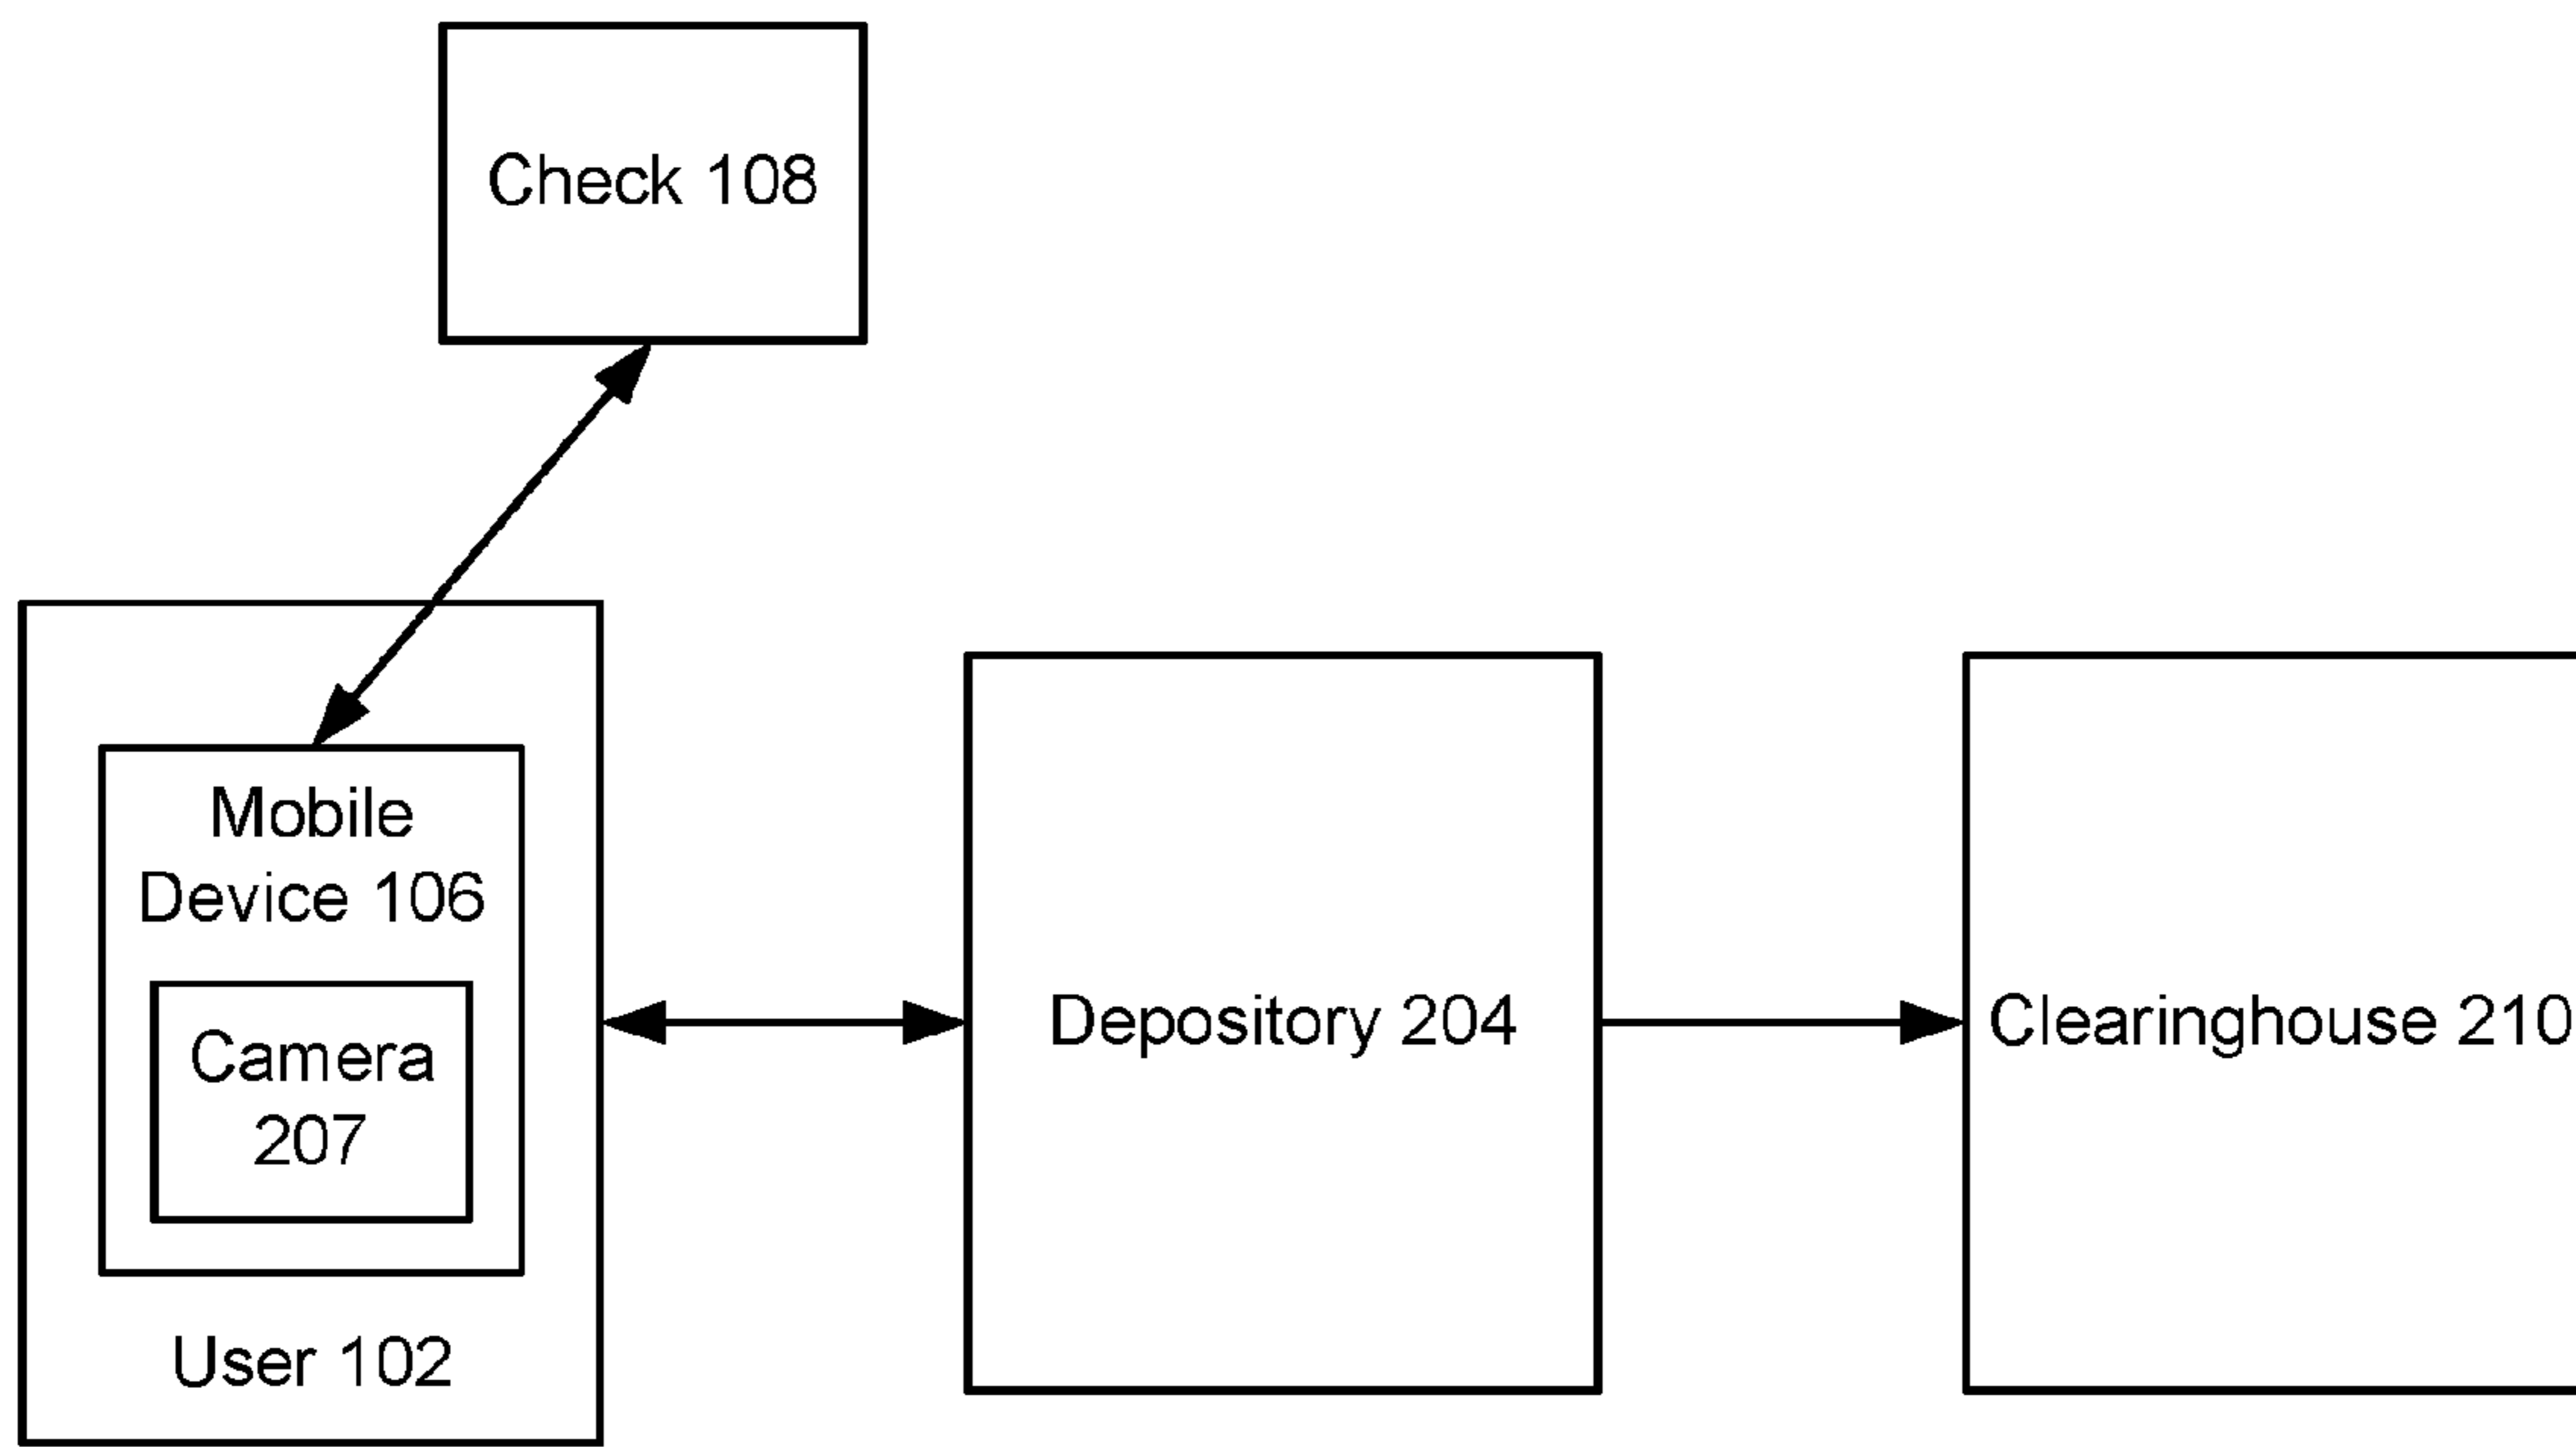 Check 108
Mobile
Device 106
Camera
207
User 102
Depository 204
Clearinghouse 210